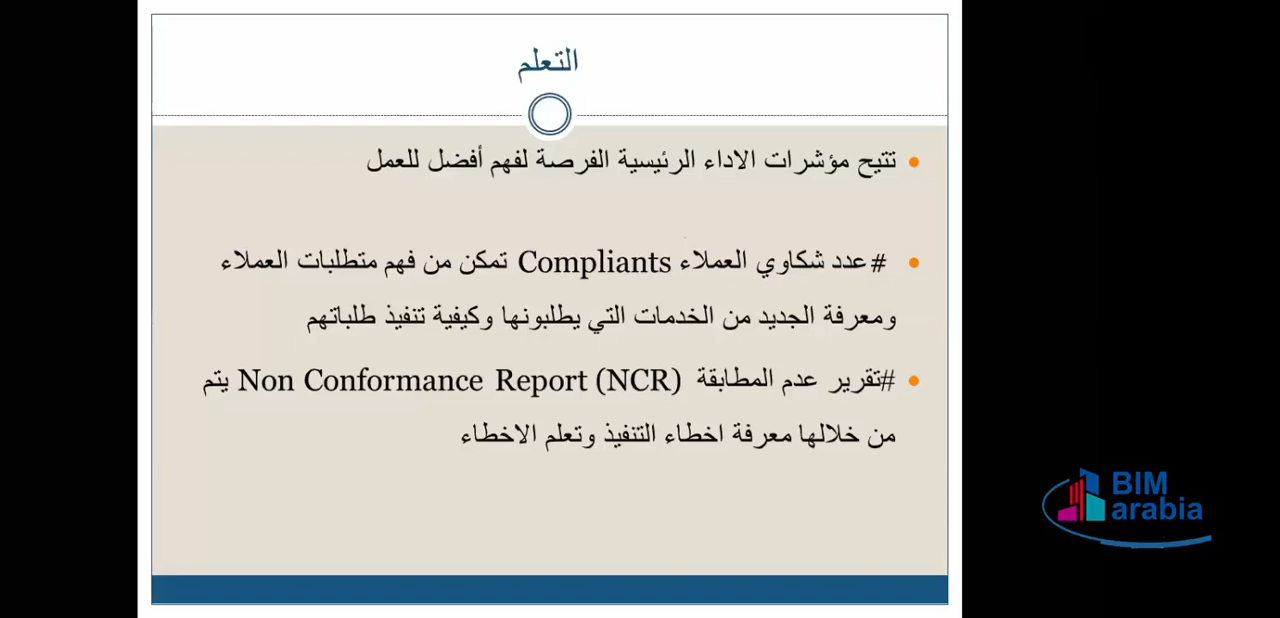 التعلم
تتيح مؤشرات الاداء الرئيسية الفرصة لفهم أفضل للعمل
#عدد شكاوي العملاء Compliants تمكن من فهم متطلبات العملاء
ومعرفة الجديد من الخدمات التي يطلبونها وكيفية تنفيذ طلباتهم
#تقرير عدم المطابقة Non Conformance Report (NCR) يتم
من خلالها معرفة اخطاء التنفيذ وتعلم الاخطاء
BIM
arabia